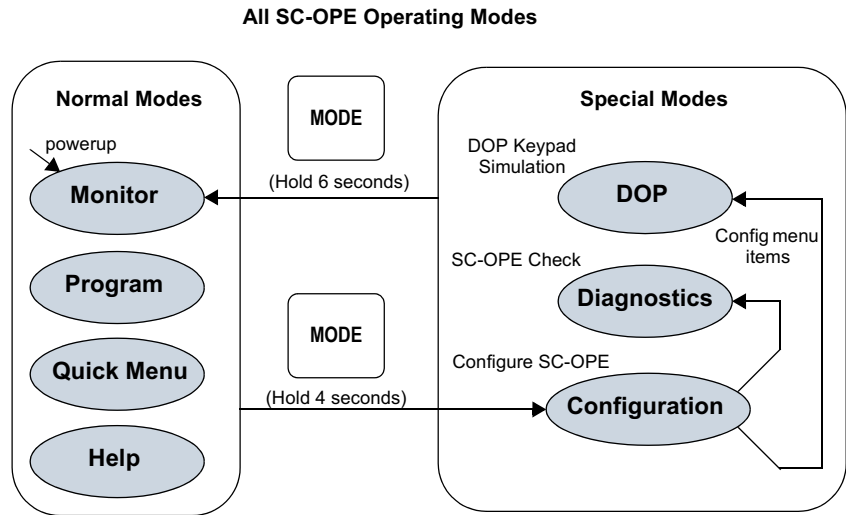 All SC-OPE Operating Modes
Normal Modes
powerup
Monitor
Program
Quick Menu
Help
MODE
(Hold 6 seconds)
MODE
(Hold 4 seconds)
Special Modes
DOP Keypad
Simulation
DOP
Config menu
items
SC-OPE Check
Diagnostics
Configure SC-OPE
Configuration